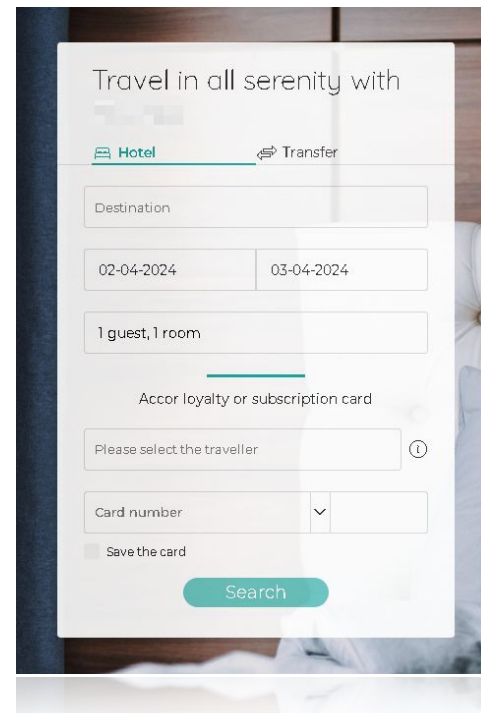 Travel in all serenity with
Hotel
Transfer
Destination
02-04-2024
03-04-2024
1 guest, 1 room
Accor loyalty or subscription card
Please select the traveller
i
Card number
Save the card
Search